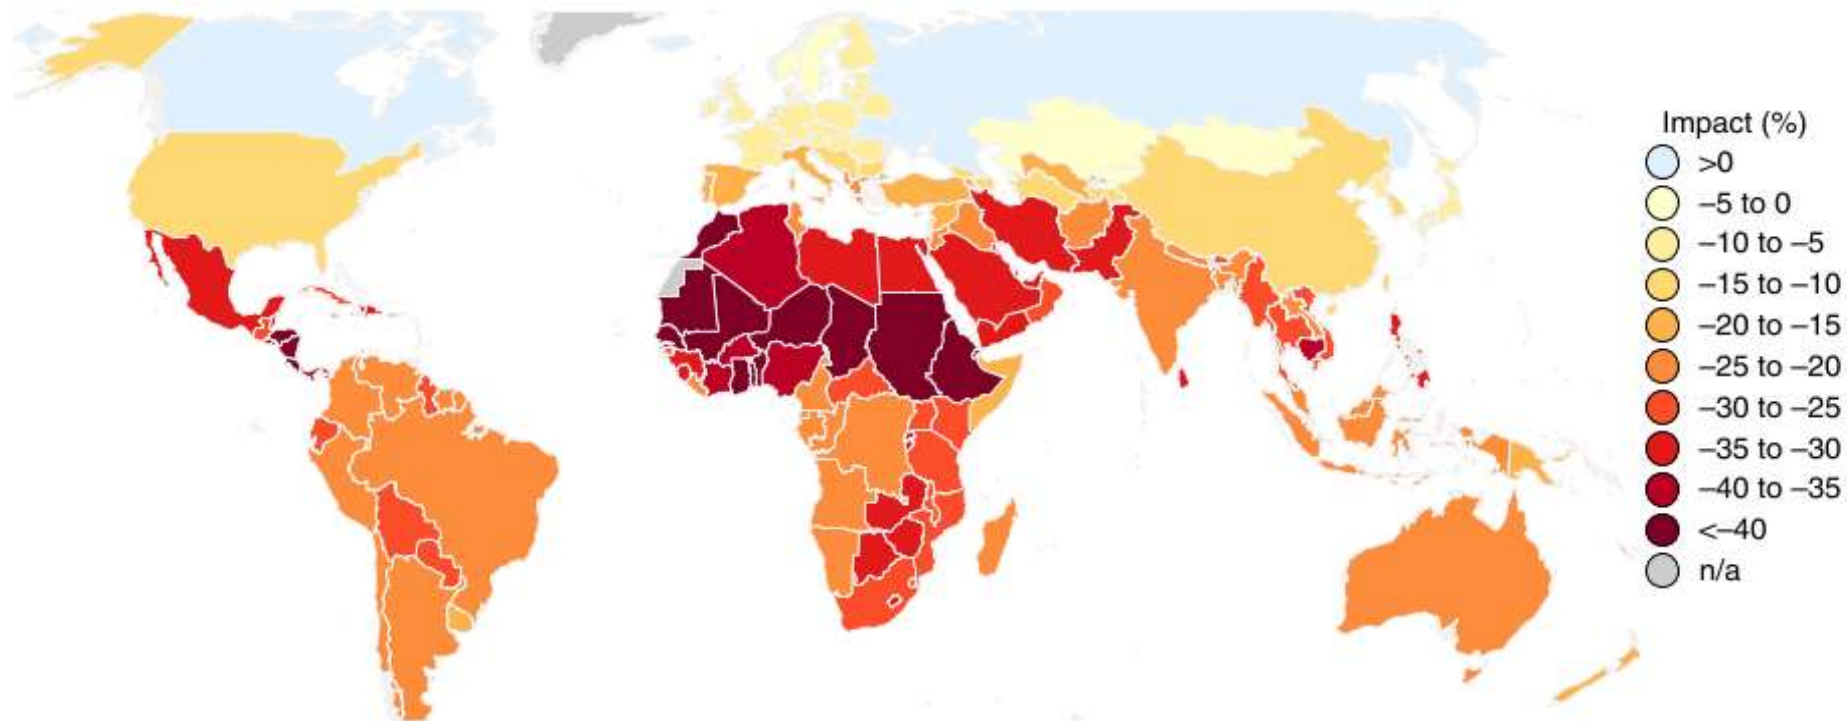 Impact (%)
>0
–5 to 0
–10 to –5
–15 to –10
–20 to –15
–25 to –20
–30 to –25
–35 to –30
–40 to –35
<–40
n/a